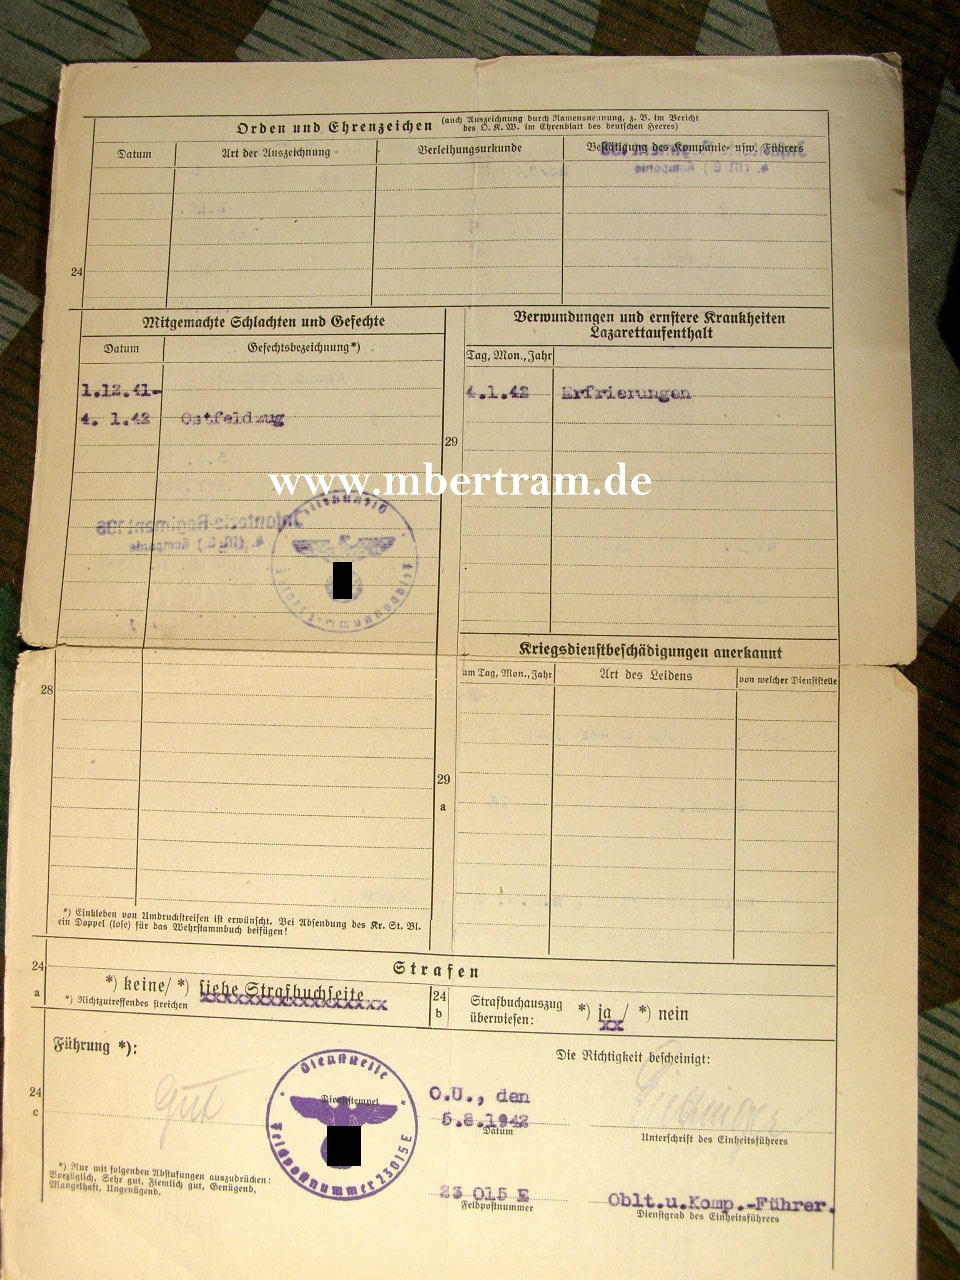 Orden und Ehrenzeichen (auch Auszeichnung durch Namensnennung, z. B. im Bericht
des O. K. W. im Ehrenblatt des deutschen Heeres)
Datum Art der Auszeichnung Verleihungsurkunde Bestätigung des Kompanie- usw. Führers
24
Mitgemachte Schlachten und Gefechte
Datum Gefechtsbezeichnung*)
1.12.41-
4. 1.42 Ostfeldzug
28
*) Einkleben von Umdruckstreifen ist erwünscht. Bei Absendung des Kr. St. Bl.
ein Doppel (lose) für das Wehrstammbuch beifügen!
Verwundungen und ernstere Krankheiten
Lazarettaufenthalt
Tag, Mon., Jahr
4.1.42 Erfrierungen
29
www.mbertram.de
Infanterie-Regiment 186
4. (M. G.) Kompanie
Kriegsdienstbeschädigungen anerkannt
am Tag, Mon., Jahr Art des Leidens von welcher Dienststelle
29
a
Strafen
24
a
*) keine/ *) siehe Strafbuchseite
*) Nichtzutreffendes streichen
24
b
Strafbuchauszug
überwiesen: *) ja / *) nein
Führung *):
24
c
gut
Dienststelle
Dienststempel
Feldpostnummer 23015 E
*) Nur mit folgenden Abstufungen auszudrücken:
Vorzüglich, Sehr gut, Ziemlich gut, Genügend,
Mangelhaft, Ungenügend.
Die Richtigkeit bescheinigt:
O.U., den
5.8.1942
Datum
Unterschrift des Einheitsführers
23 015 E
Feldpostnummer
Oblt.u.Komp.-Führer.
Dienstgrad des Einheitsführers